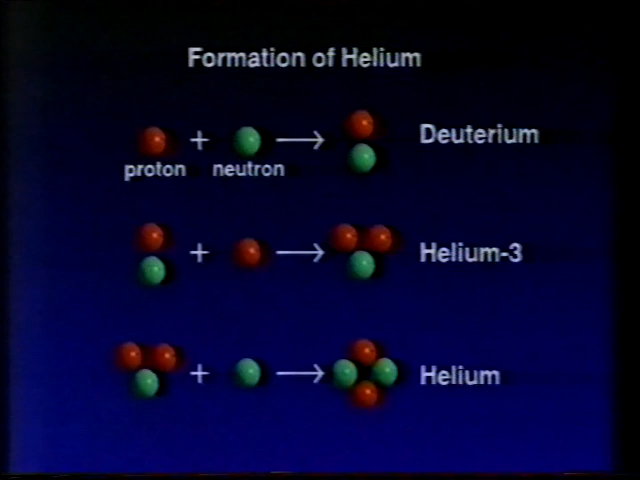 Formation of Helium
+ → Deuterium
proton neutron
+ → Helium-3
+ → Helium